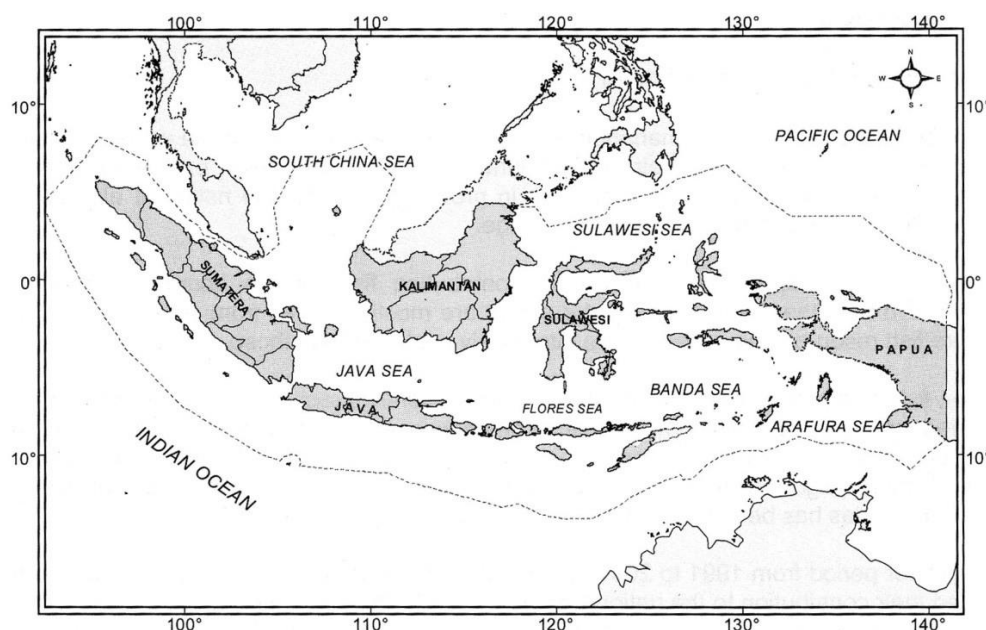 100° 110° 120° 130° 140°
N
W E
S
10° 10°
PACIFIC OCEAN
SOUTH CHINA SEA
SULAWESI SEA
0° 0°
SUMATERA
KALIMANTAN
SULAWESI
PAPUA
JAVA SEA
BANDA SEA
JAVA
FLORES SEA
ARAFURA SEA
INDIAN OCEAN
10° 10°
100° 110° 120° 130° 140°